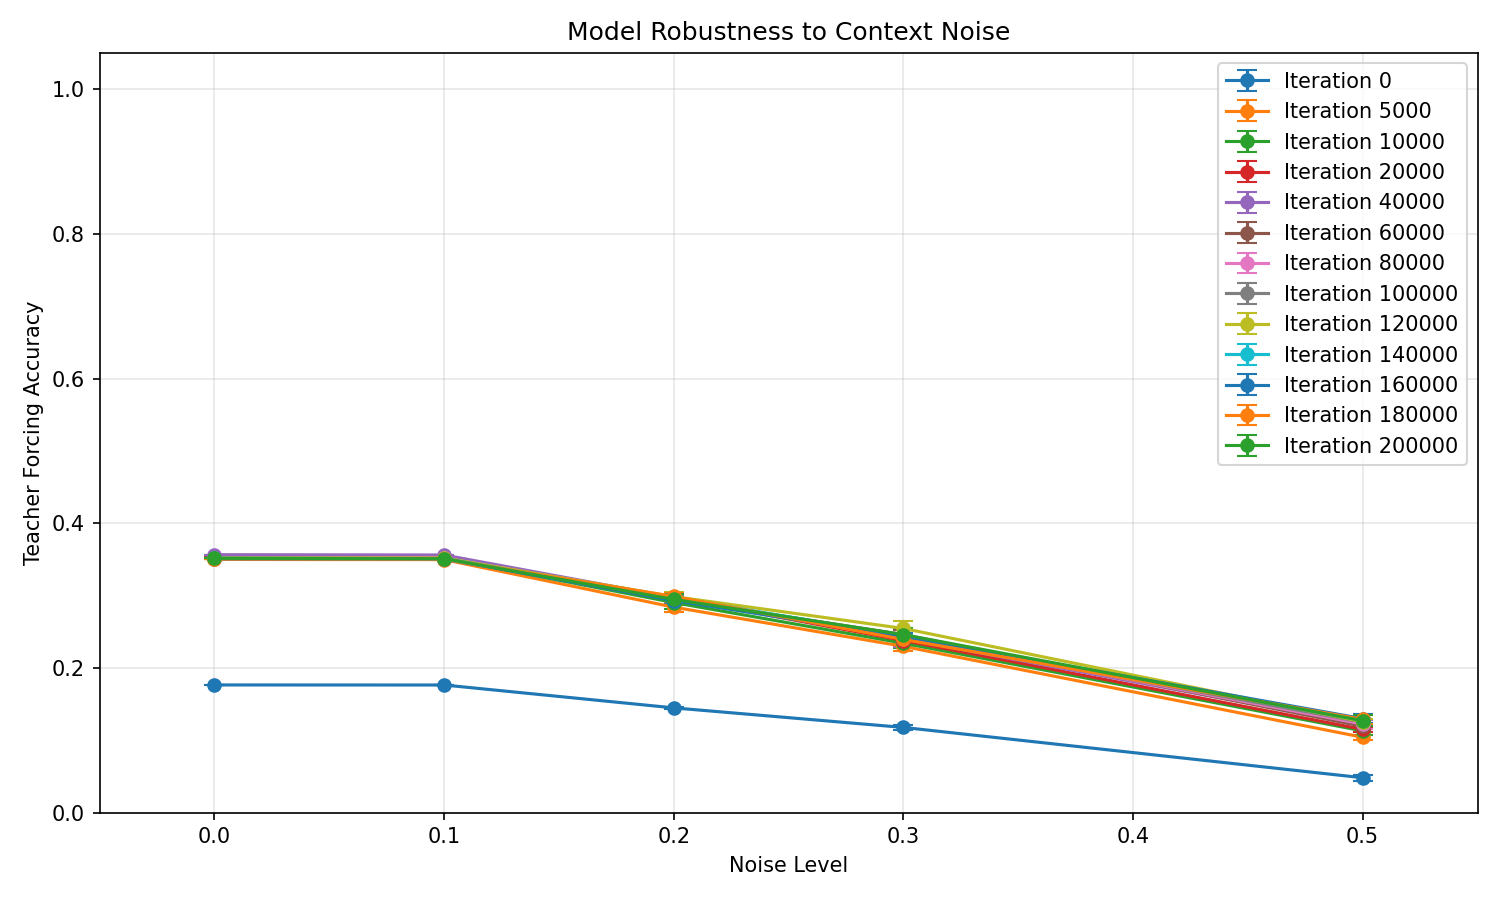 Model Robustness to Context Noise
Teacher Forcing Accuracy
1.0
0.8
0.6
0.4
0.2
0.0
Iteration 0
Iteration 5000
Iteration 10000
Iteration 20000
Iteration 40000
Iteration 60000
Iteration 80000
Iteration 100000
Iteration 120000
Iteration 140000
Iteration 160000
Iteration 180000
Iteration 200000
0.0 0.1 0.2 0.3 0.4 0.5
Noise Level